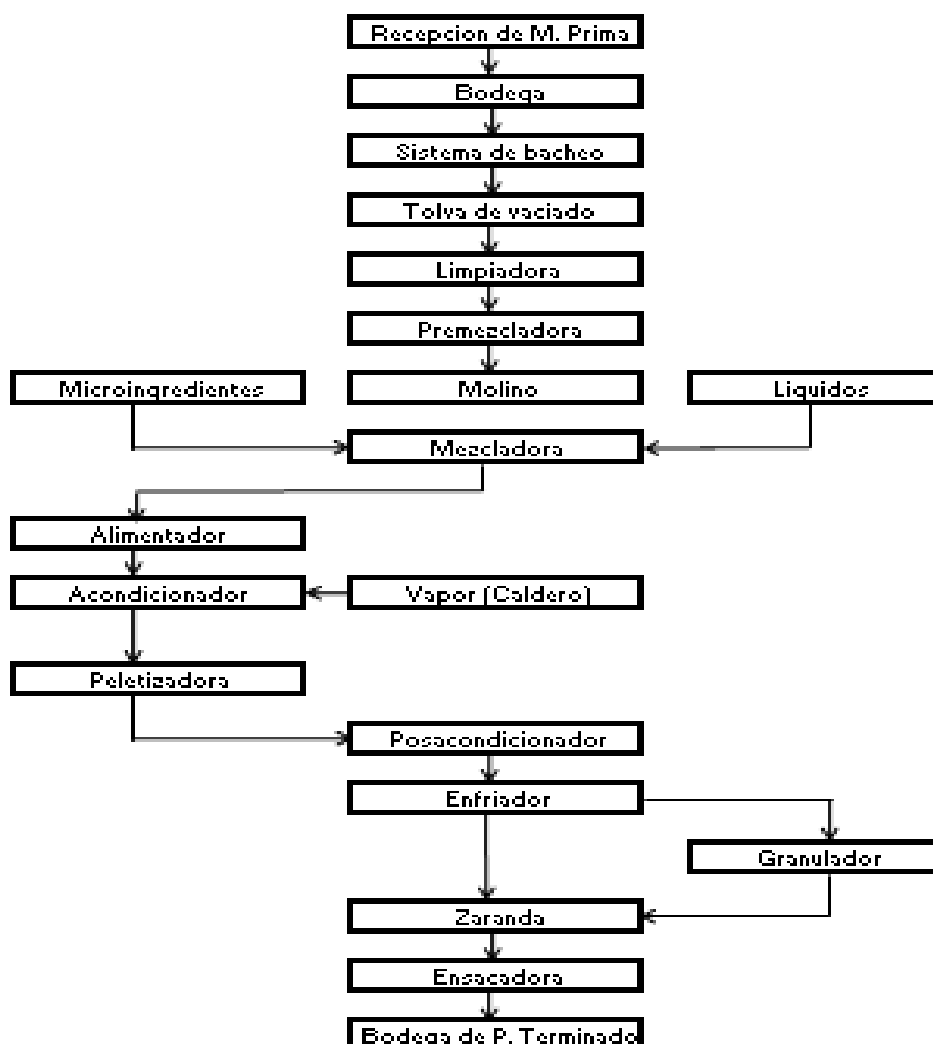 Recepcion de M. Prima
Bodega
Sistema de bacheo
Tolva de vaciado
Limpiadora
Premezcladora
Microingredientes
Molino
Liquidos
Mezcladora
Alimentador
Acondicionador
Vapor (Caldero)
Peletizadora
Posacondicionador
Enfriador
Granulador
Zaranda
Ensacadora
Bodega de P. Terminado